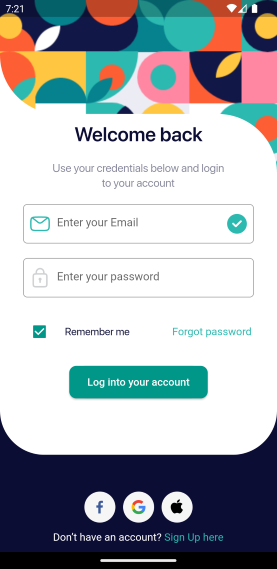 7:21
Welcome back
Use your credentials below and login
to your account
Enter your Email
Enter your password
Remember me Forgot password
Log into your account
Don't have an account? Sign Up here